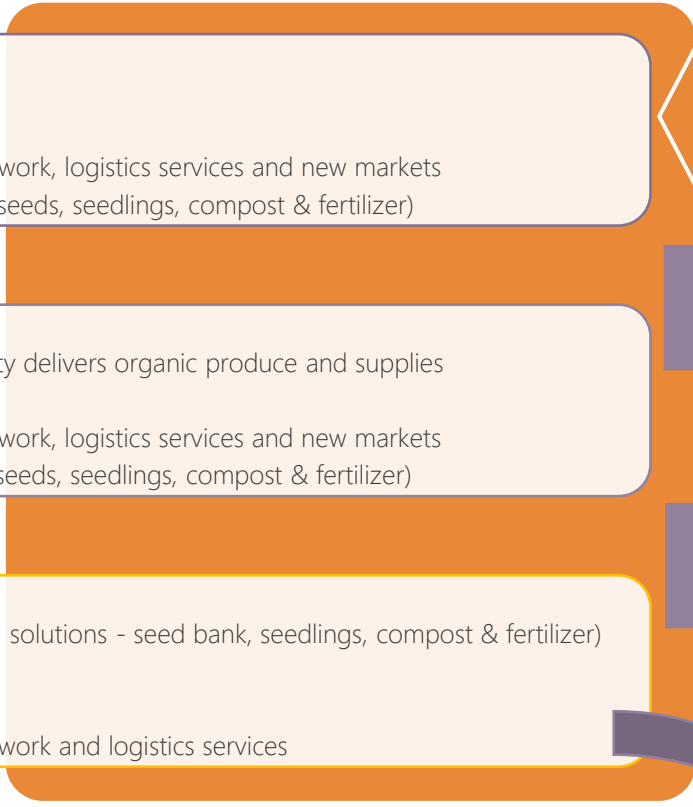 work, logistics services and new markets
seeds, seedlings, compost & fertilizer)
ty delivers organic produce and supplies
work, logistics services and new markets
seeds, seedlings, compost & fertilizer)
solutions - seed bank, seedlings, compost & fertilizer)
work and logistics services